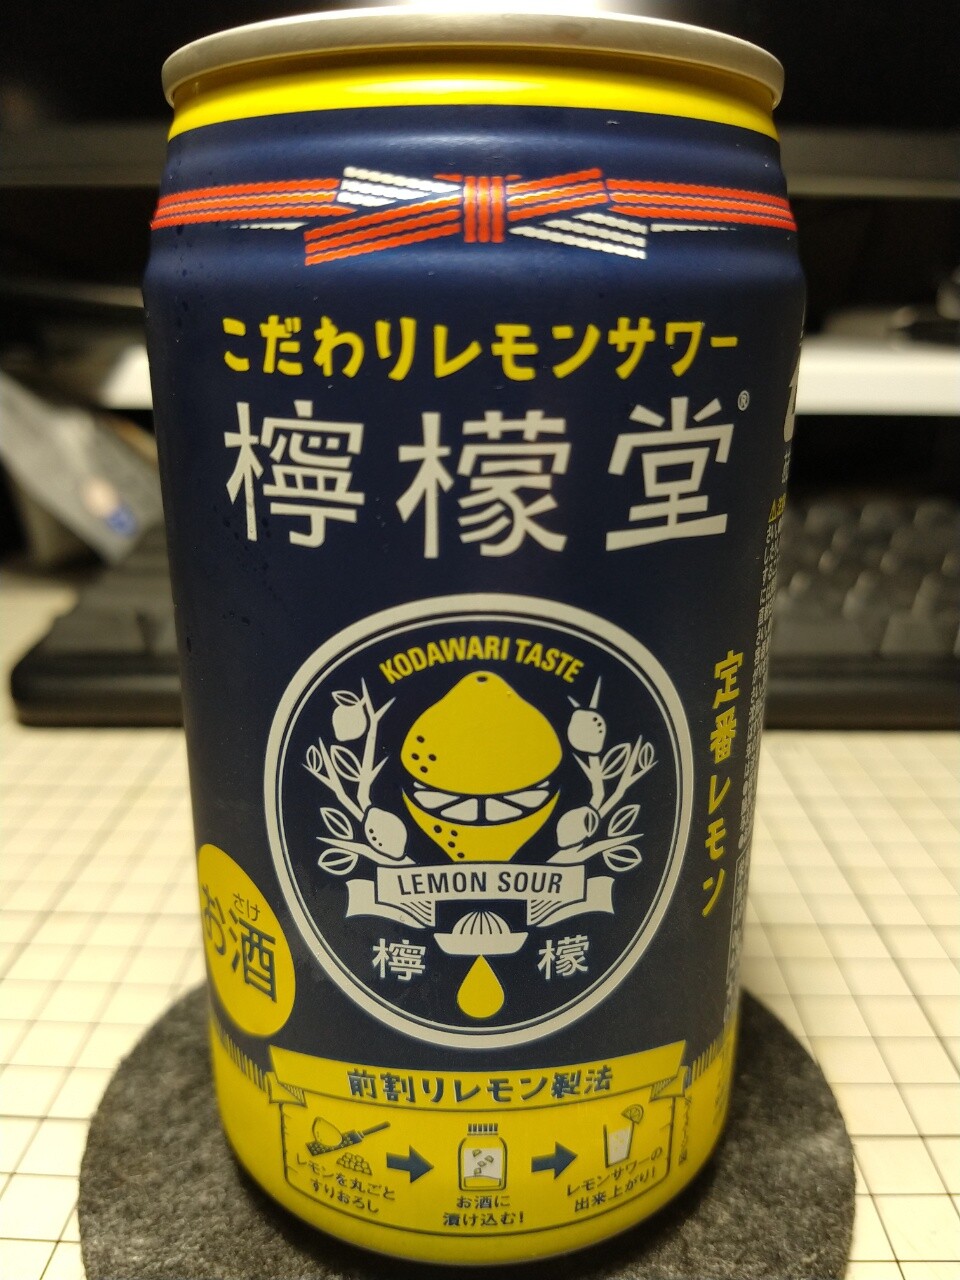 こだわりレモンサワー
檸檬堂®
KODAWARI TASTE
LEMON SOUR
檸檬
定番レモン
さけ
お酒
前割りレモン製法
レモンを丸ごと
すりおろし
お酒に
漬け込む!
レモンサワーの
出来上がり!